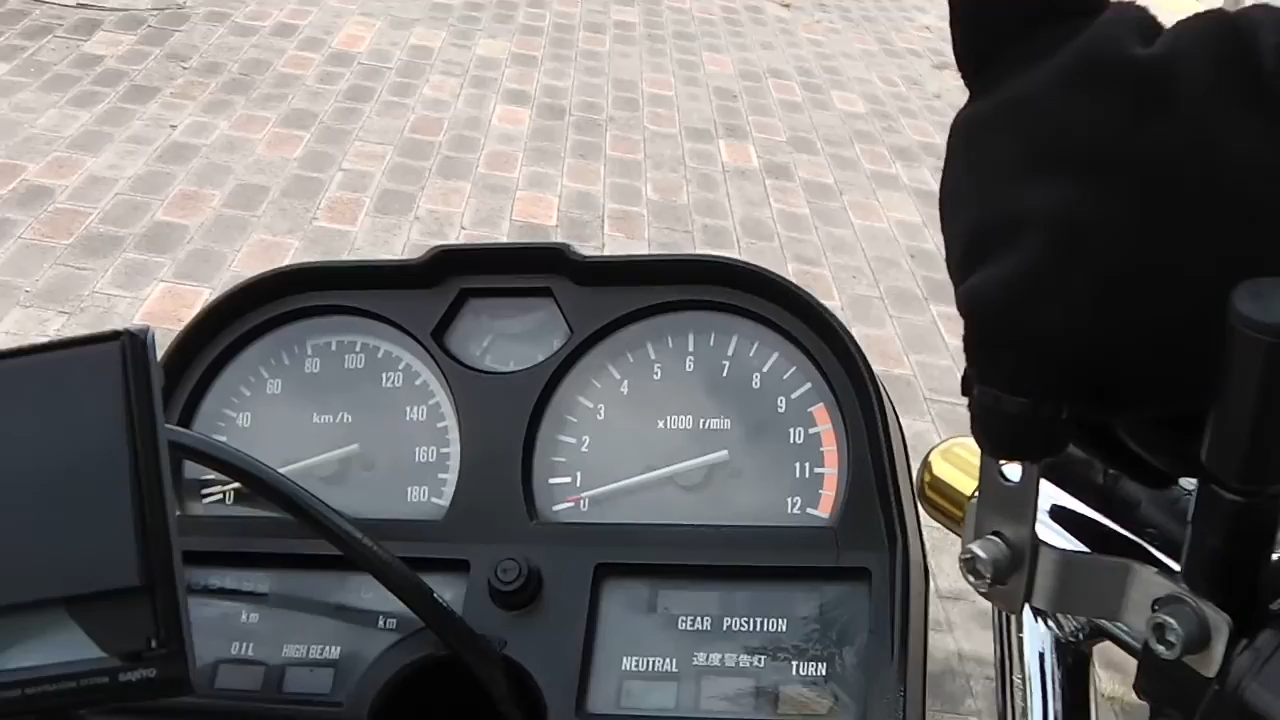 40
60
80
100
120
140
160
180
0
km/h
0
1
2
3
4
5
6
7
8
9
10
11
12
x1000 r/min
km
km
OIL
HIGH BEAM
GEAR POSITION
NEUTRAL
速度警告灯
TURN
NAVIGATION SYSTEM
SANYO